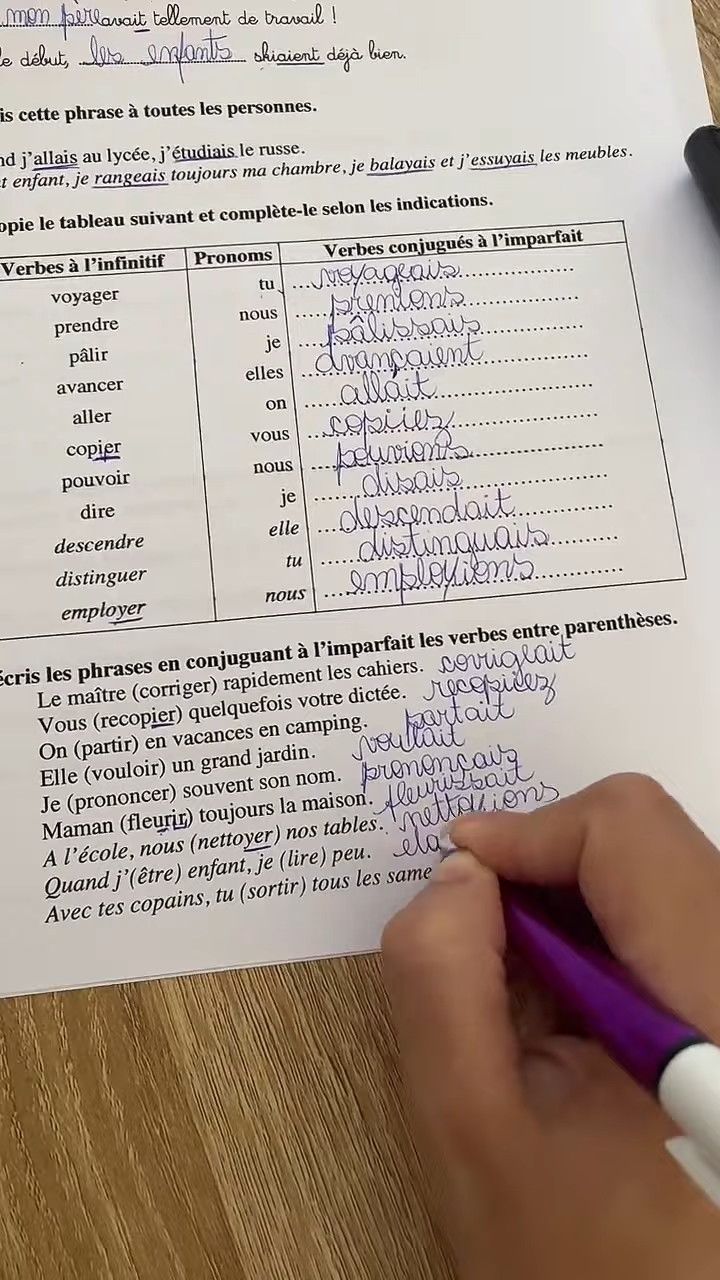 mon père avait tellement de travail !
e début, les enfants skiaient déjà bien.
is cette phrase à toutes les personnes.
nd j'allais au lycée, j'étudiais le russe.
t enfant, je rangeais toujours ma chambre, je balayais et j'essuyais les meubles.
opie le tableau suivant et complète-le selon les indications.
Verbes à l'infinitif Pronoms Verbes conjugués à l'imparfait
voyager tu voyageais
prendre nous prenions
pâlir je pâlissais
avancer elles avançaient
aller on allait
copier vous copiiez
pouvoir nous pouvions
dire je disais
descendre elle descendait
distinguer tu distinguais
employer nous employions
écris les phrases en conjuguant à l'imparfait les verbes entre parenthèses.
Le maître (corriger) rapidement les cahiers. corrigeait
Vous (recopier) quelquefois votre dictée. recopiiez
On (partir) en vacances en camping. partait
Elle (vouloir) un grand jardin. voulait
Je (prononcer) souvent son nom. prononçais
Maman (fleurir) toujours la maison. fleurissait
A l'école, nous (nettoyer) nos tables. nettoyions
Quand j'(être) enfant, je (lire) peu.
Avec tes copains, tu (sortir) tous les same